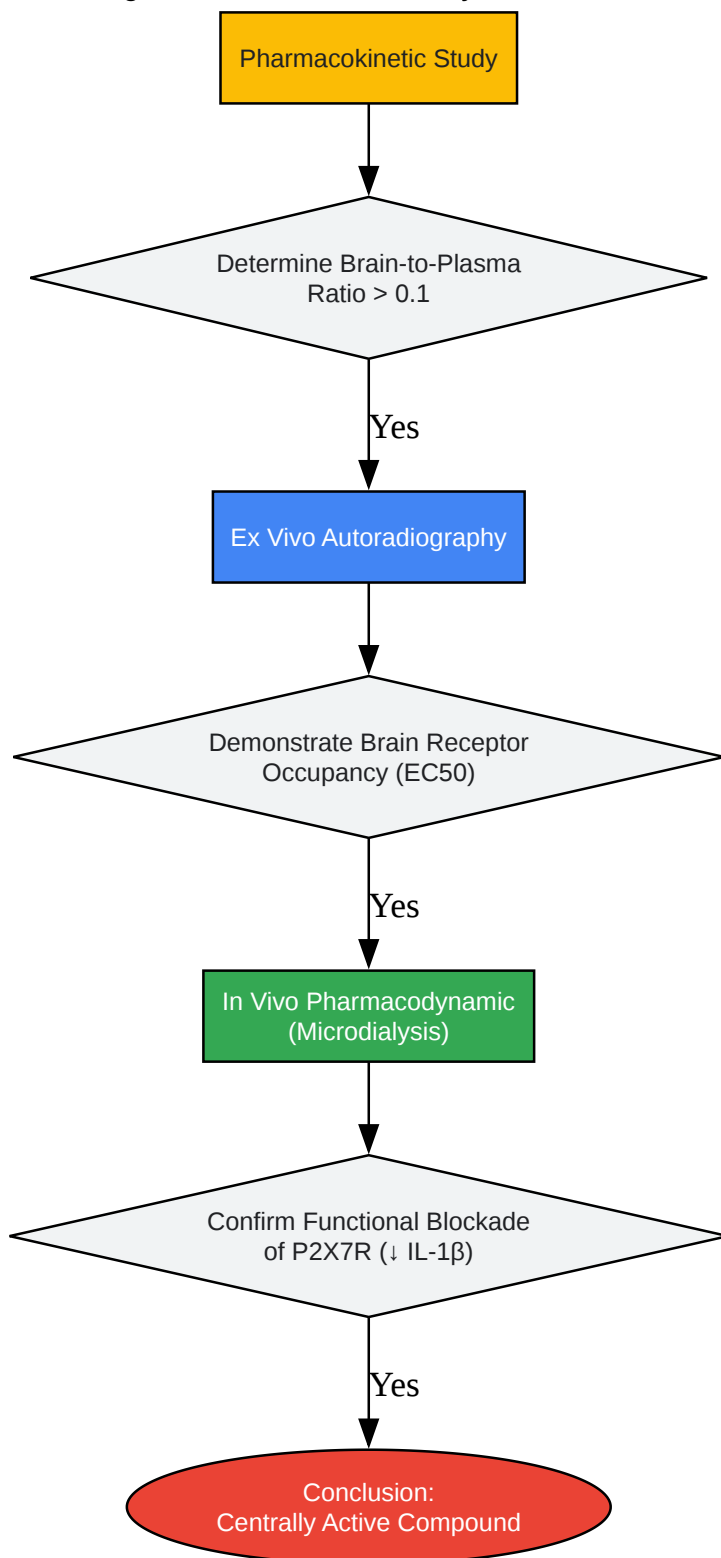 Pharmacokinetic Study
Determine Brain-to-Plasma
Ratio > 0.1
Yes
Ex Vivo Autoradiography
Demonstrate Brain Receptor
Occupancy (EC50)
Yes
In Vivo Pharmacodynamic
(Microdialysis)
Confirm Functional Blockade
of P2X7R (↓ IL-1β)
Yes
Conclusion:
Centrally Active Compound